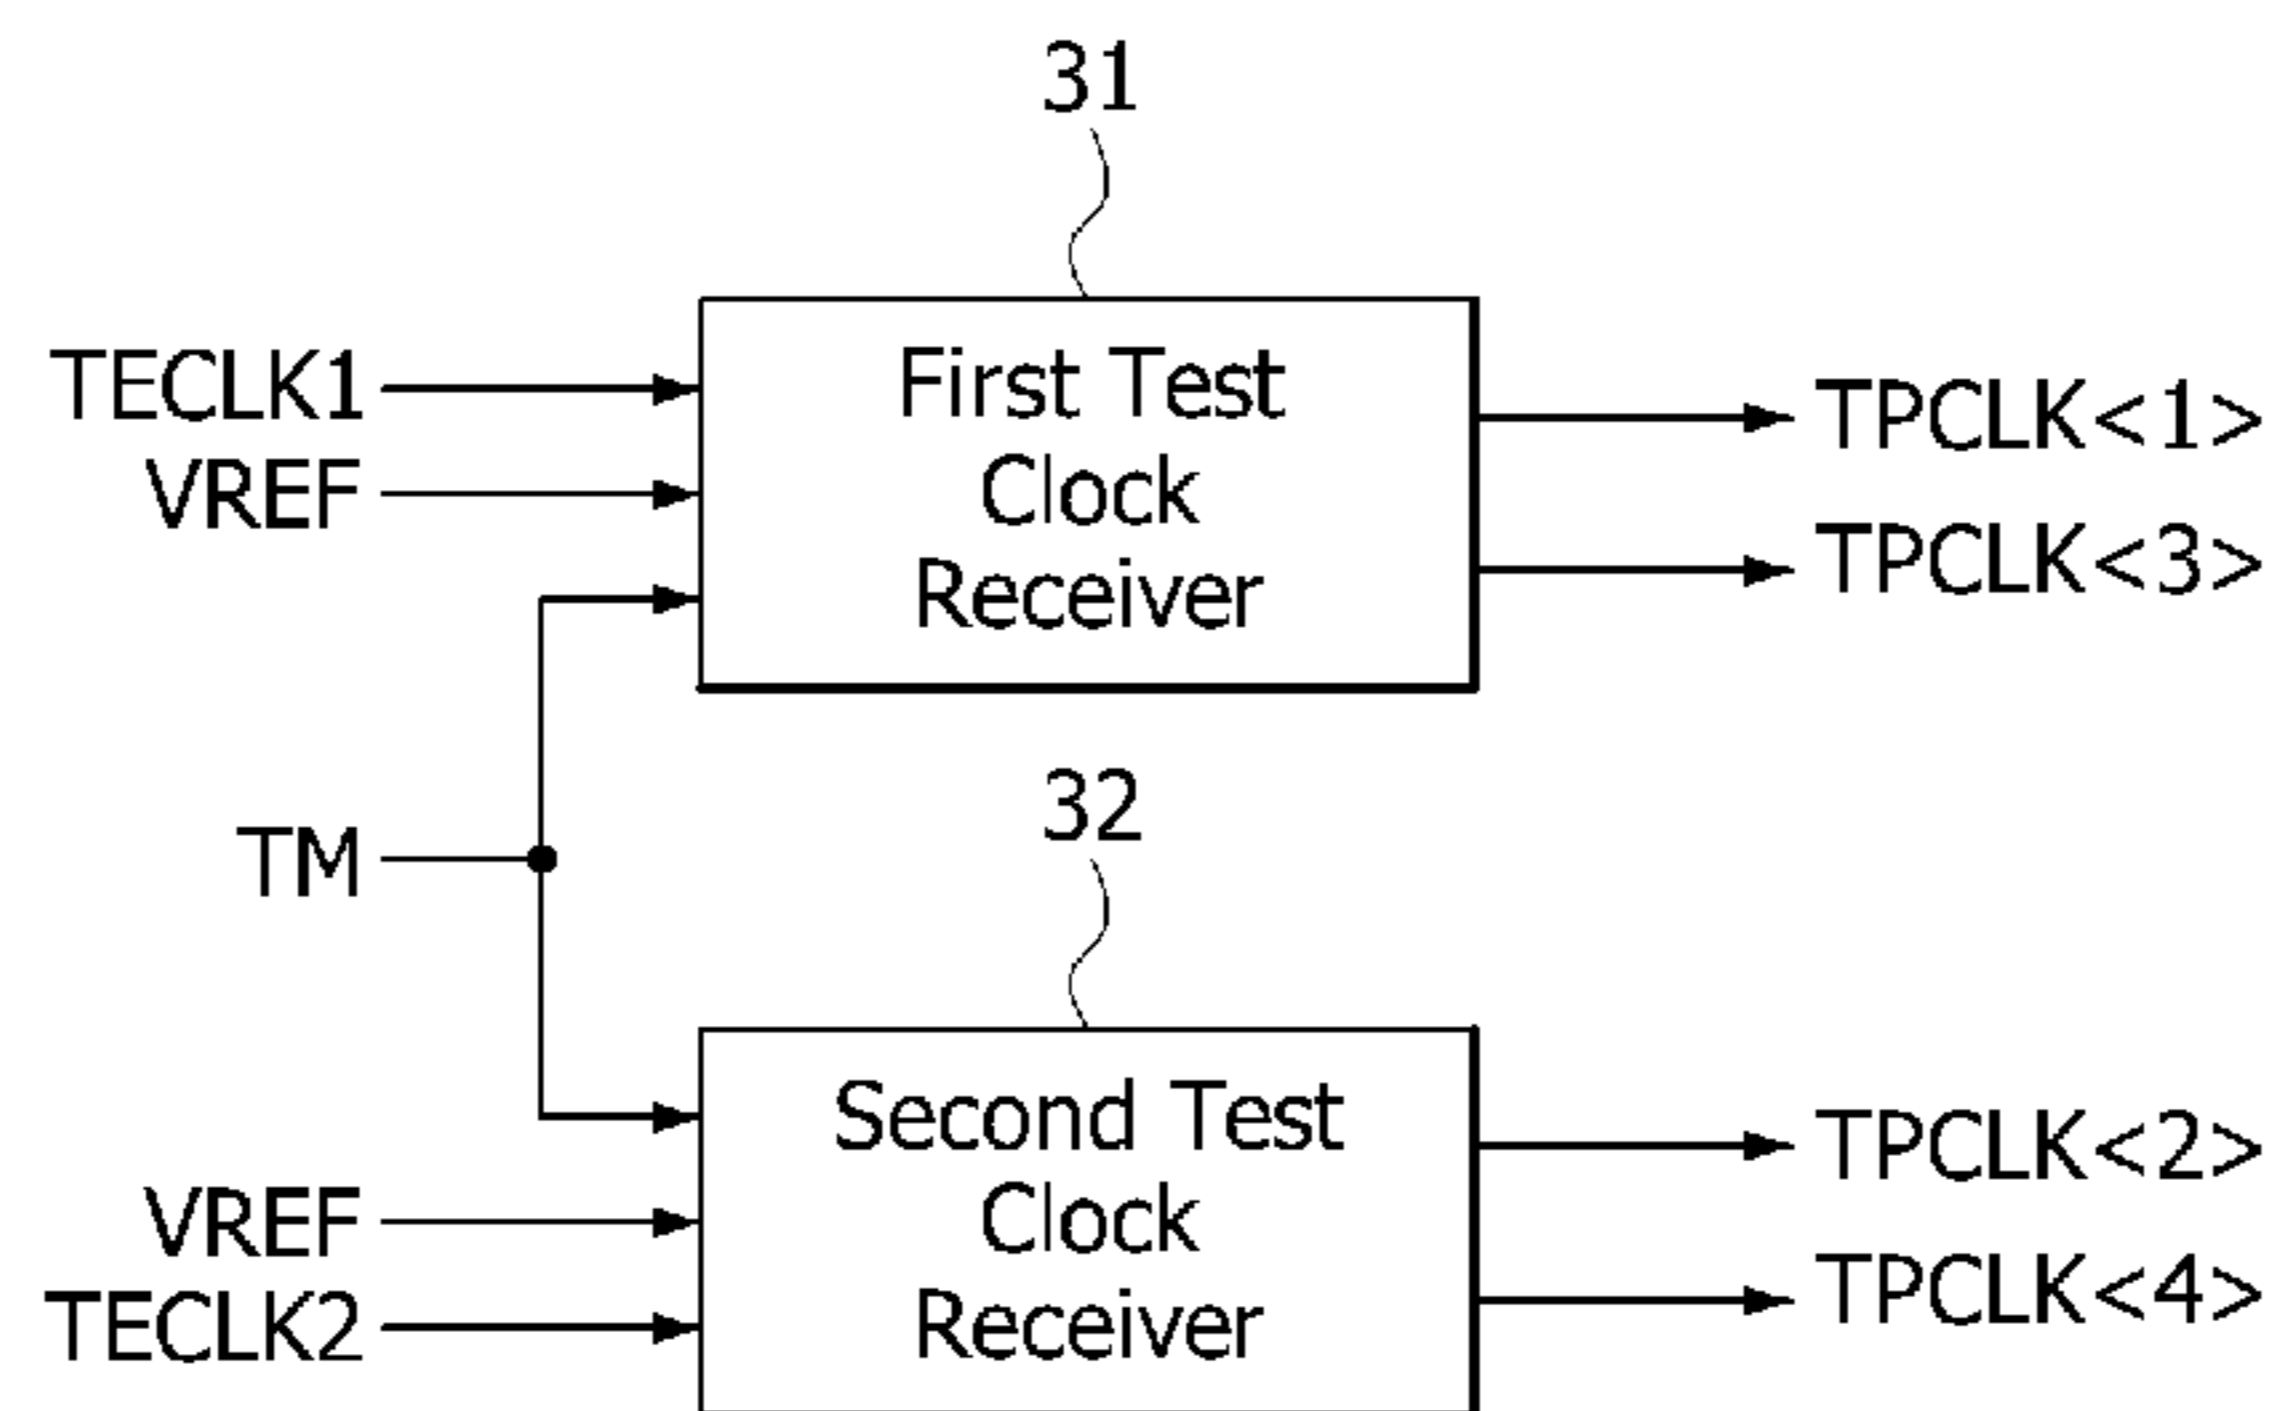 31
TECLK1
VREF
First Test
Clock
Receiver
TPCLK<1>
TPCLK<3>
TM
32
VREF
TECLK2
Second Test
Clock
Receiver
TPCLK<2>
TPCLK<4>